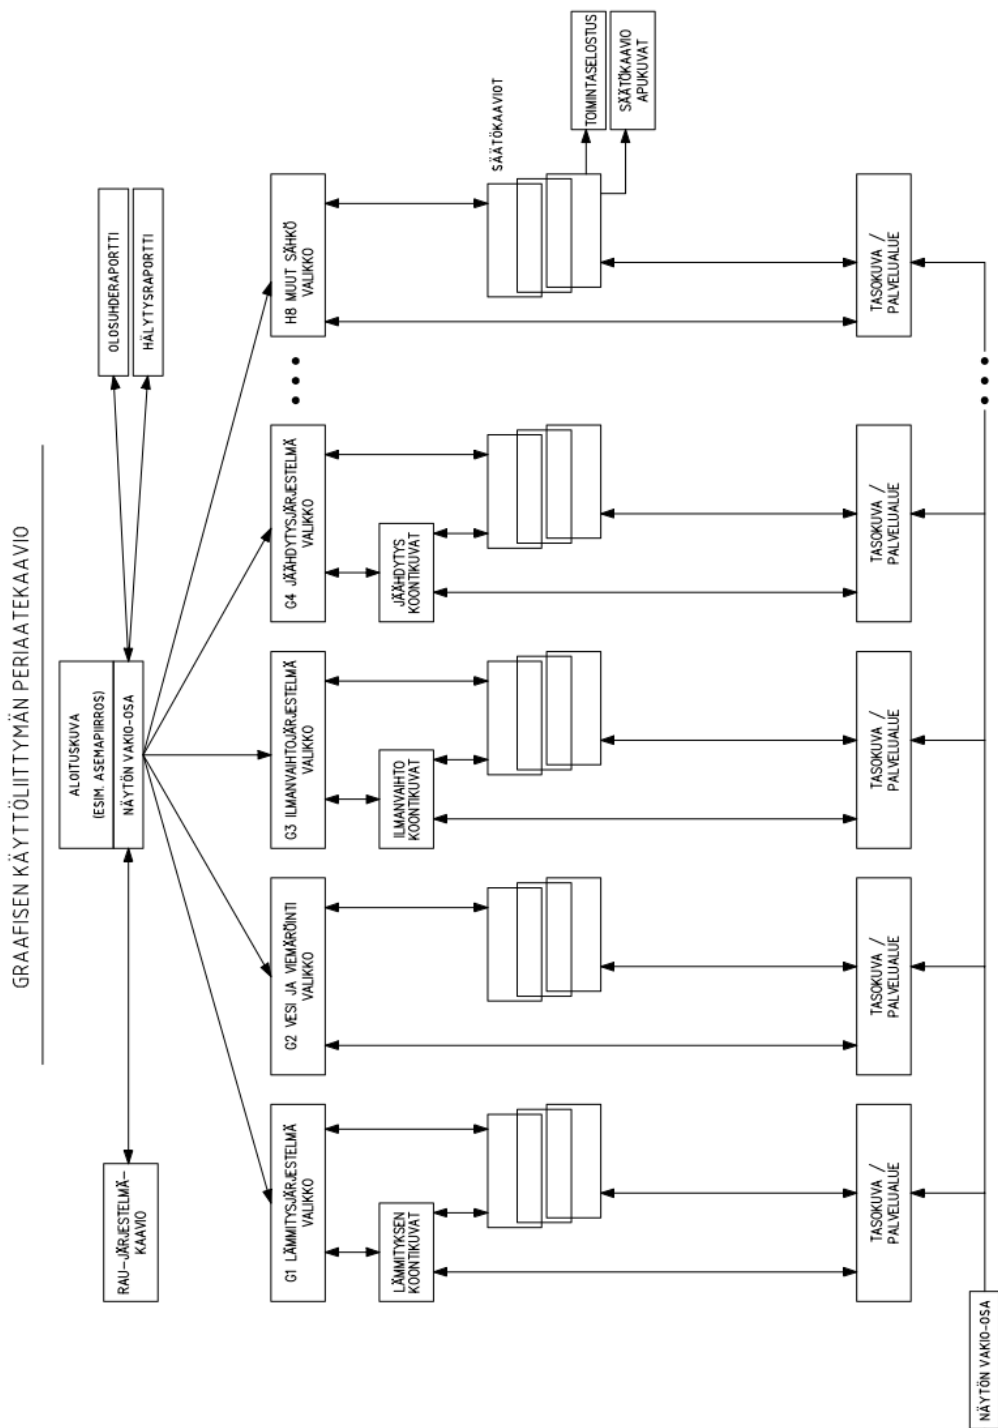 GRAAFISEN KÄYTTÖLIITTYMÄN PERIAATEKAAVIO
ALOITUSKUVA
(ESIM. ASEMAPIIRROS)
NÄYTÖN VAKIO-OSA
RAU-JÄRJESTELMÄ-
KAAVIO
OLOSUHDERAPORTTI
HÄLYTYSRAPORTTI
G1 LÄMMITYSJÄRJESTELMÄ
VALIKKO
G2 VESI JA VIEMÄRÖINTI
VALIKKO
G3 ILMANVAIHTOJÄRJESTELMÄ
VALIKKO
G4 JÄÄHDYTYSJÄRJESTELMÄ
VALIKKO
H8 MUUT SÄHKÖ
VALIKKO
LÄMMITYKSEN
KOONTIKUVAT
ILMANVAIHTO
KOONTIKUVAT
JÄÄHDYTYS
KOONTIKUVAT
SÄÄTÖKAAVIOT
TOIMINTASELOSTUS
SÄÄTÖKAAVIO
APUKUVAT
TASOKUVA /
PALVELUALUE
TASOKUVA /
PALVELUALUE
TASOKUVA /
PALVELUALUE
TASOKUVA /
PALVELUALUE
TASOKUVA /
PALVELUALUE
NÄYTÖN VAKIO-OSA